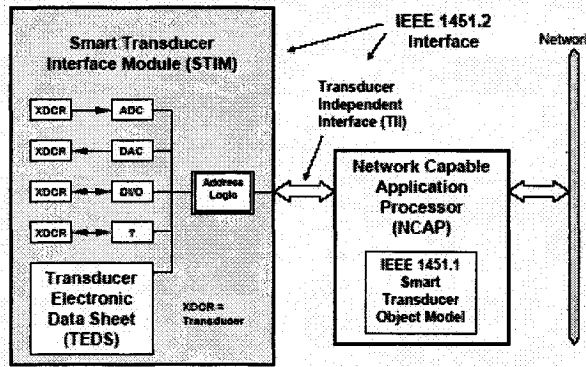 Smart Transducer
Interface Module (STIM)
XDCR
ADC
XDCR
DAC
XDCR
DI/O
XDCR
?
Address
Logic
Transducer
Electronic
Data Sheet
(TEDS)
XDCR =
Transducer
IEEE 1451.2
Interface
Transducer
Independent
Interface (TII)
Network Capable
Application
Processor
(NCAP)
IEEE 1451.1
Smart
Transducer
Object Model
Network